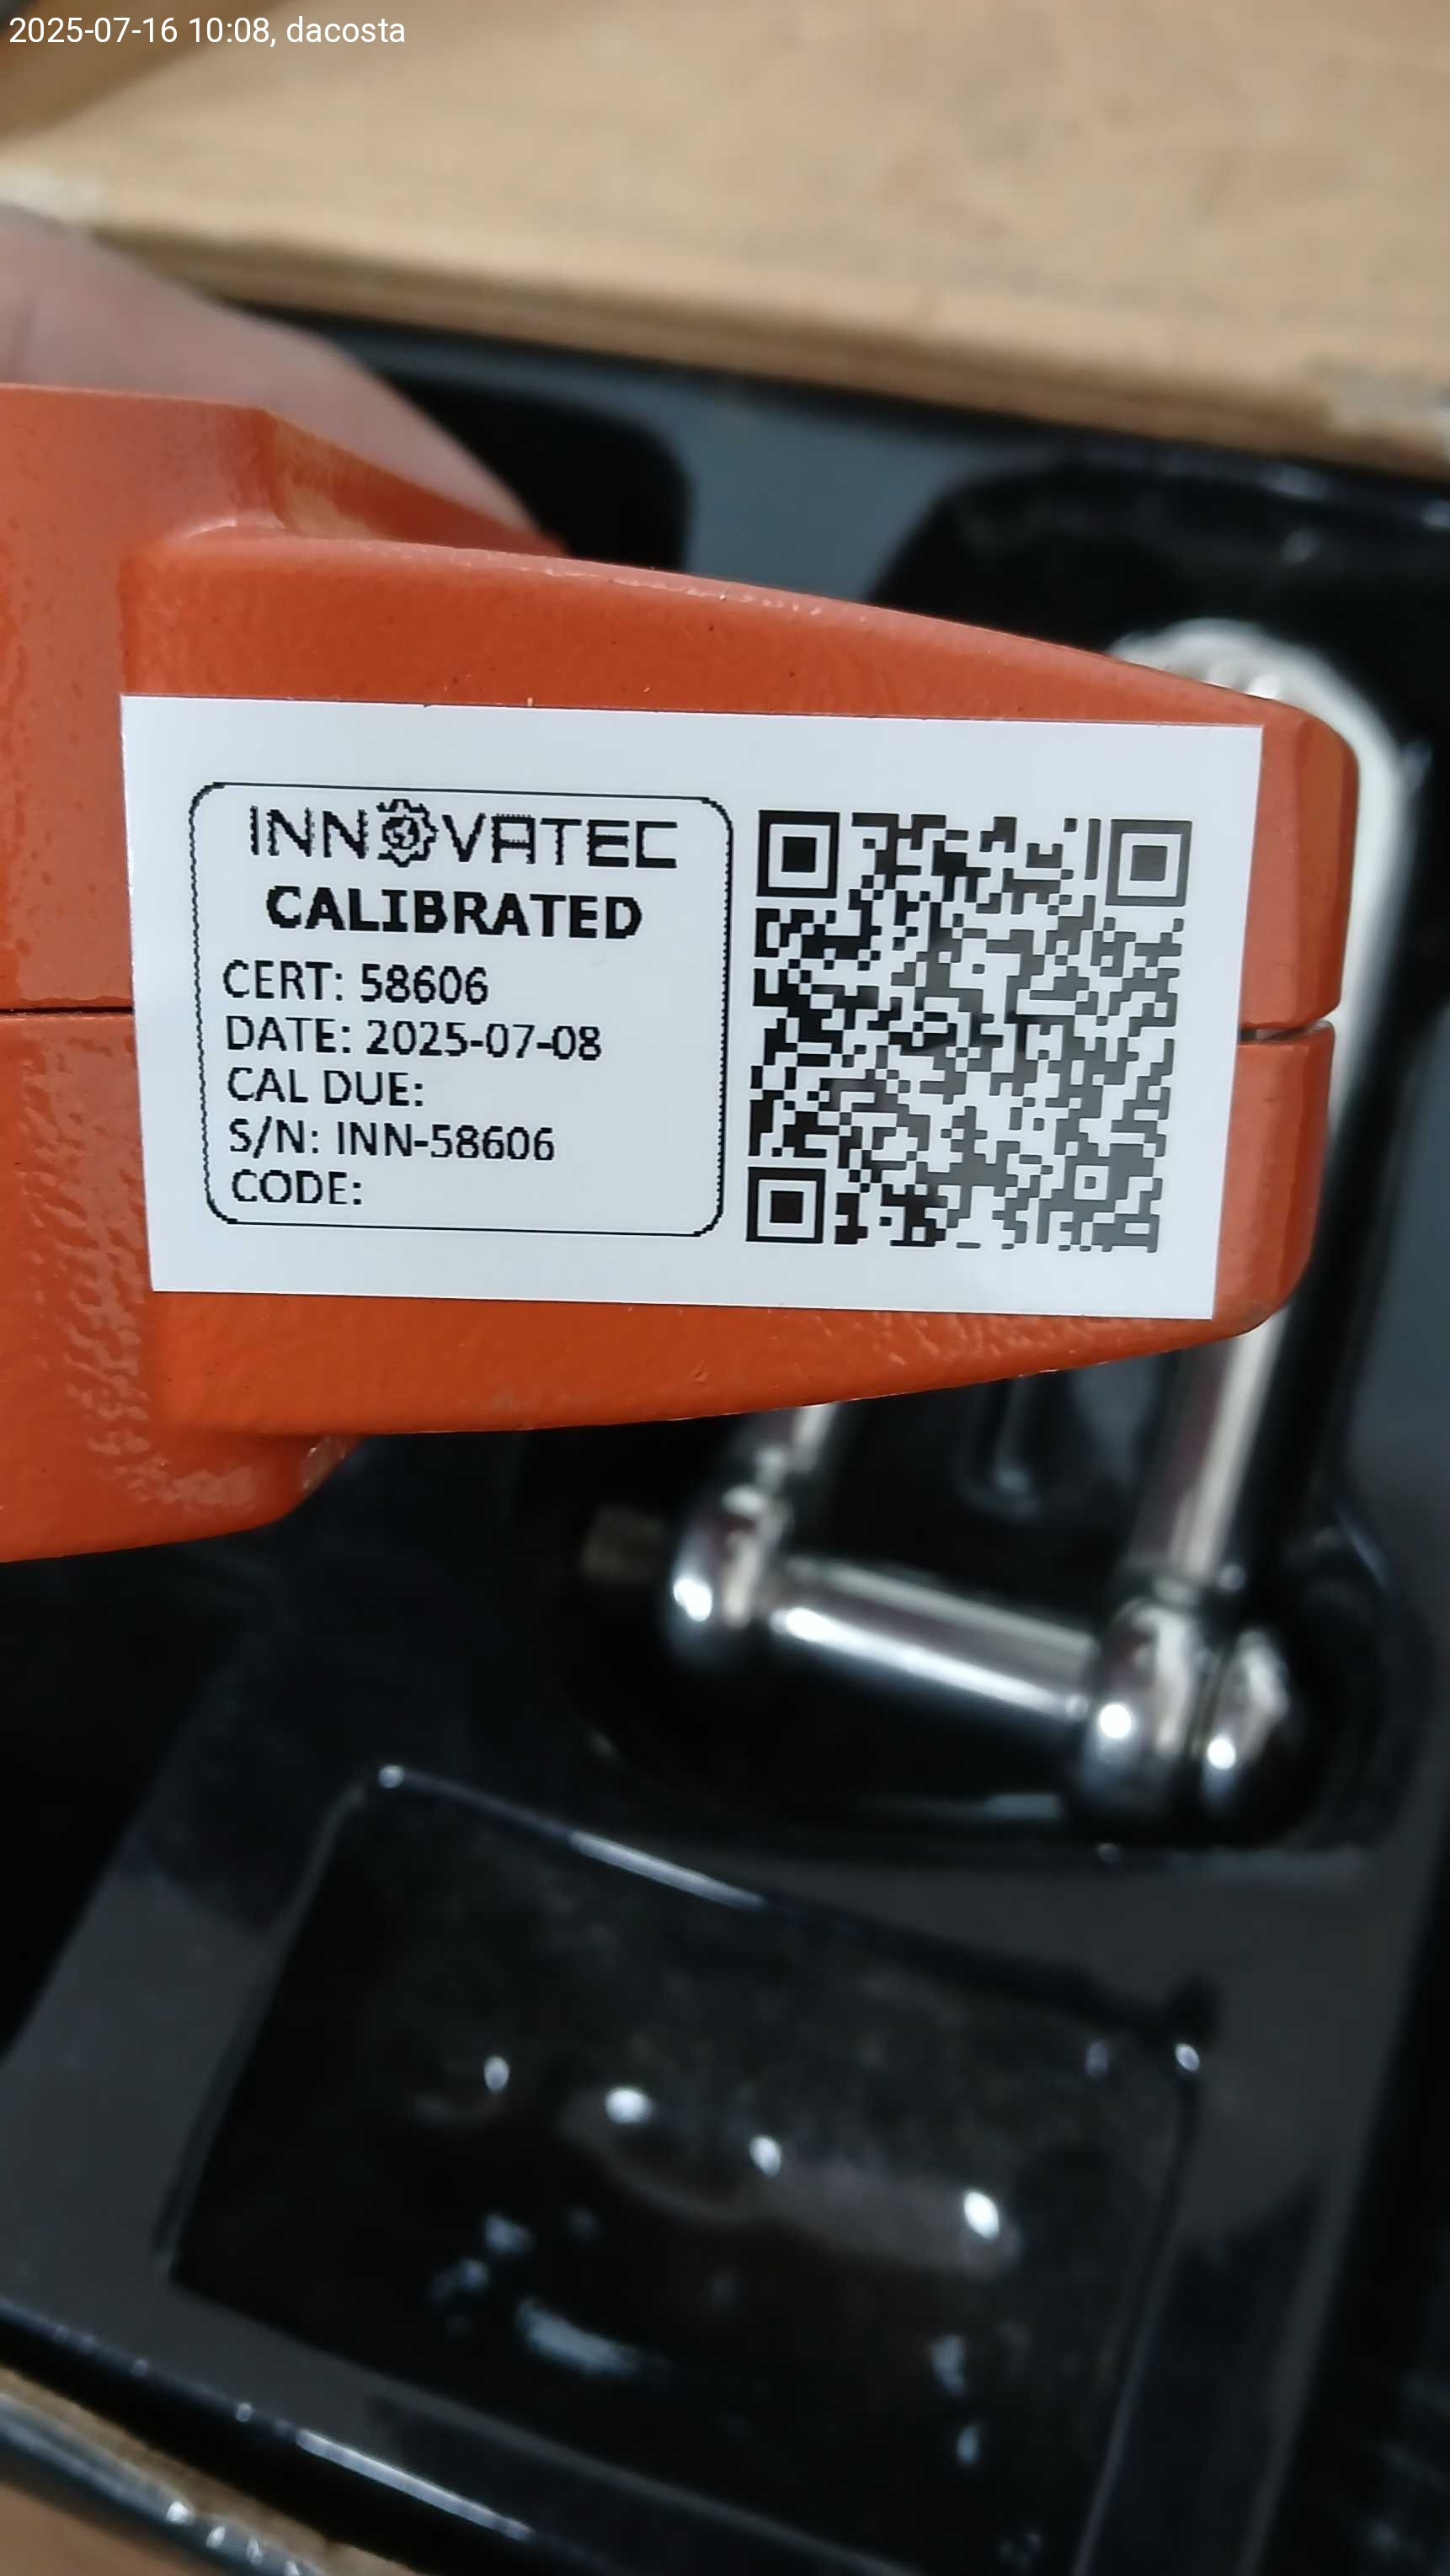 2025-07-16 10:08, dacosta
INNOVATEC
CALIBRATED
CERT: 58606
DATE: 2025-07-08
CAL DUE:
S/N: INN-58606
CODE: